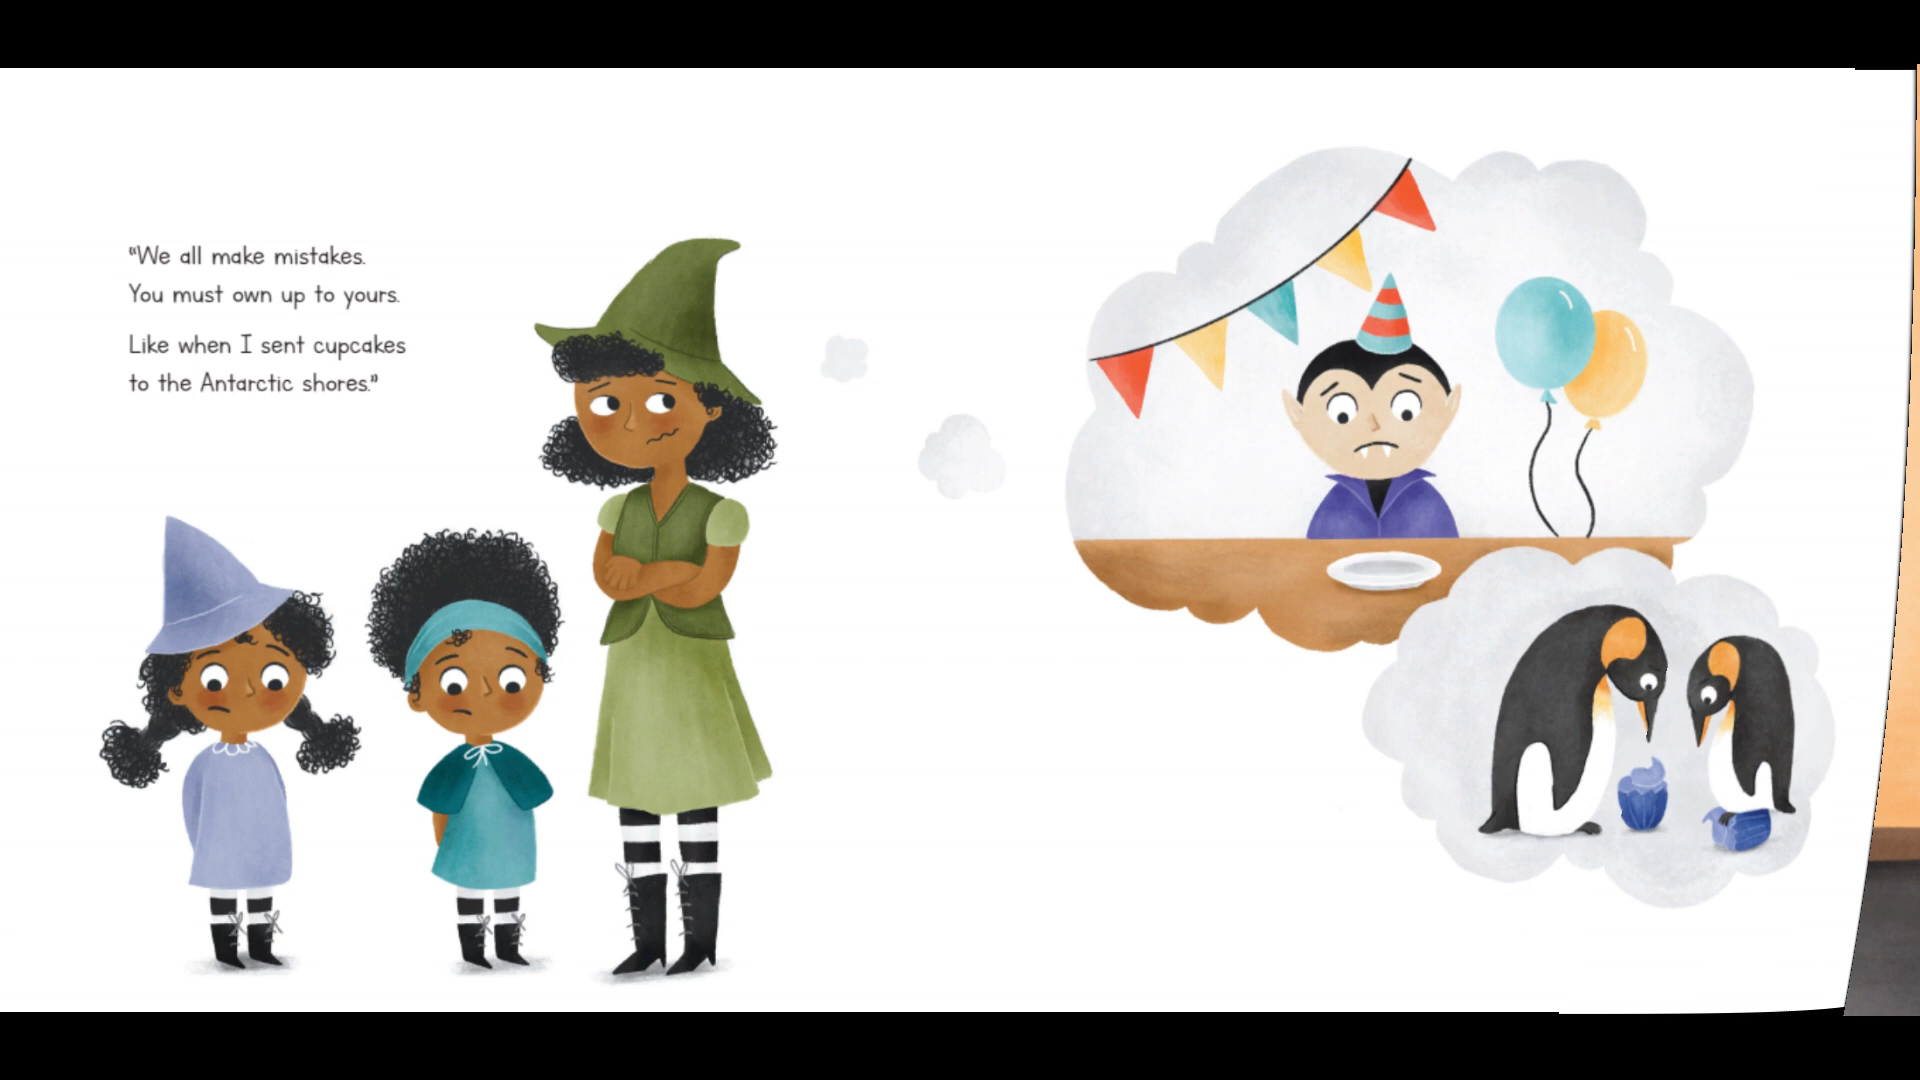 “We all make mistakes.
You must own up to yours.
Like when I sent cupcakes
to the Antarctic shores.”